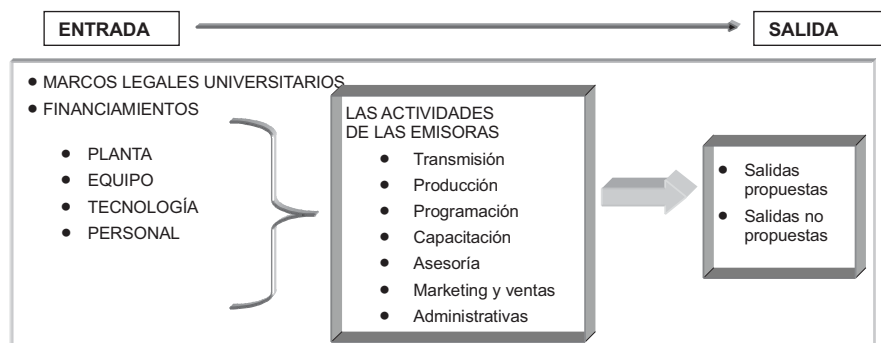 ENTRADA
SALIDA
● MARCOS LEGALES UNIVERSITARIOS
● FINANCIAMIENTOS
● PLANTA
● EQUIPO
● TECNOLOGÍA
● PERSONAL
LAS ACTIVIDADES
DE LAS EMISORAS
● Transmisión
● Producción
● Programación
● Capacitación
● Asesoría
● Marketing y ventas
● Administrativas
● Salidas
propuestas
● Salidas no
propuestas